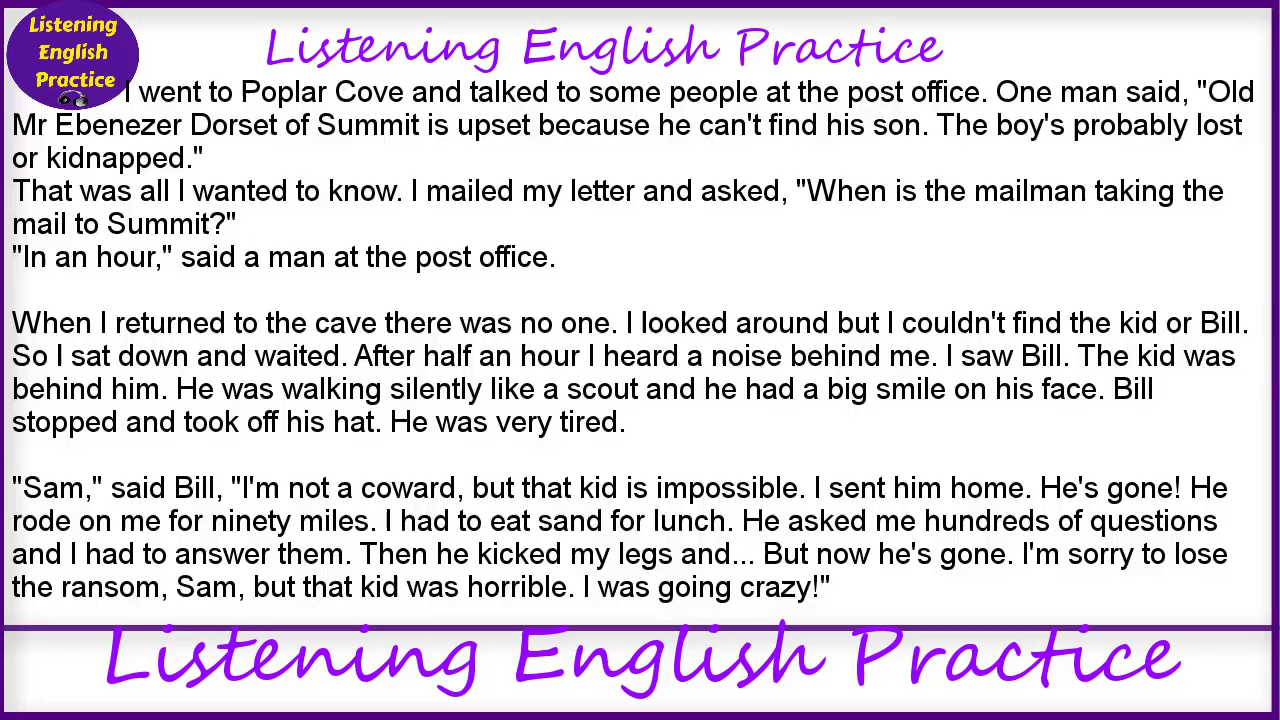 Listening
English
Practice
Listening English Practice
I went to Poplar Cove and talked to some people at the post office. One man said, "Old
Mr Ebenezer Dorset of Summit is upset because he can't find his son. The boy's probably lost
or kidnapped."
That was all I wanted to know. I mailed my letter and asked, "When is the mailman taking the
mail to Summit?"
"In an hour," said a man at the post office.
When I returned to the cave there was no one. I looked around but I couldn't find the kid or Bill.
So I sat down and waited. After half an hour I heard a noise behind me. I saw Bill. The kid was
behind him. He was walking silently like a scout and he had a big smile on his face. Bill
stopped and took off his hat. He was very tired.
"Sam," said Bill, "I'm not a coward, but that kid is impossible. I sent him home. He's gone! He
rode on me for ninety miles. I had to eat sand for lunch. He asked me hundreds of questions
and I had to answer them. Then he kicked my legs and... But now he's gone. I'm sorry to lose
the ransom, Sam, but that kid was horrible. I was going crazy!"
Listening English Practice